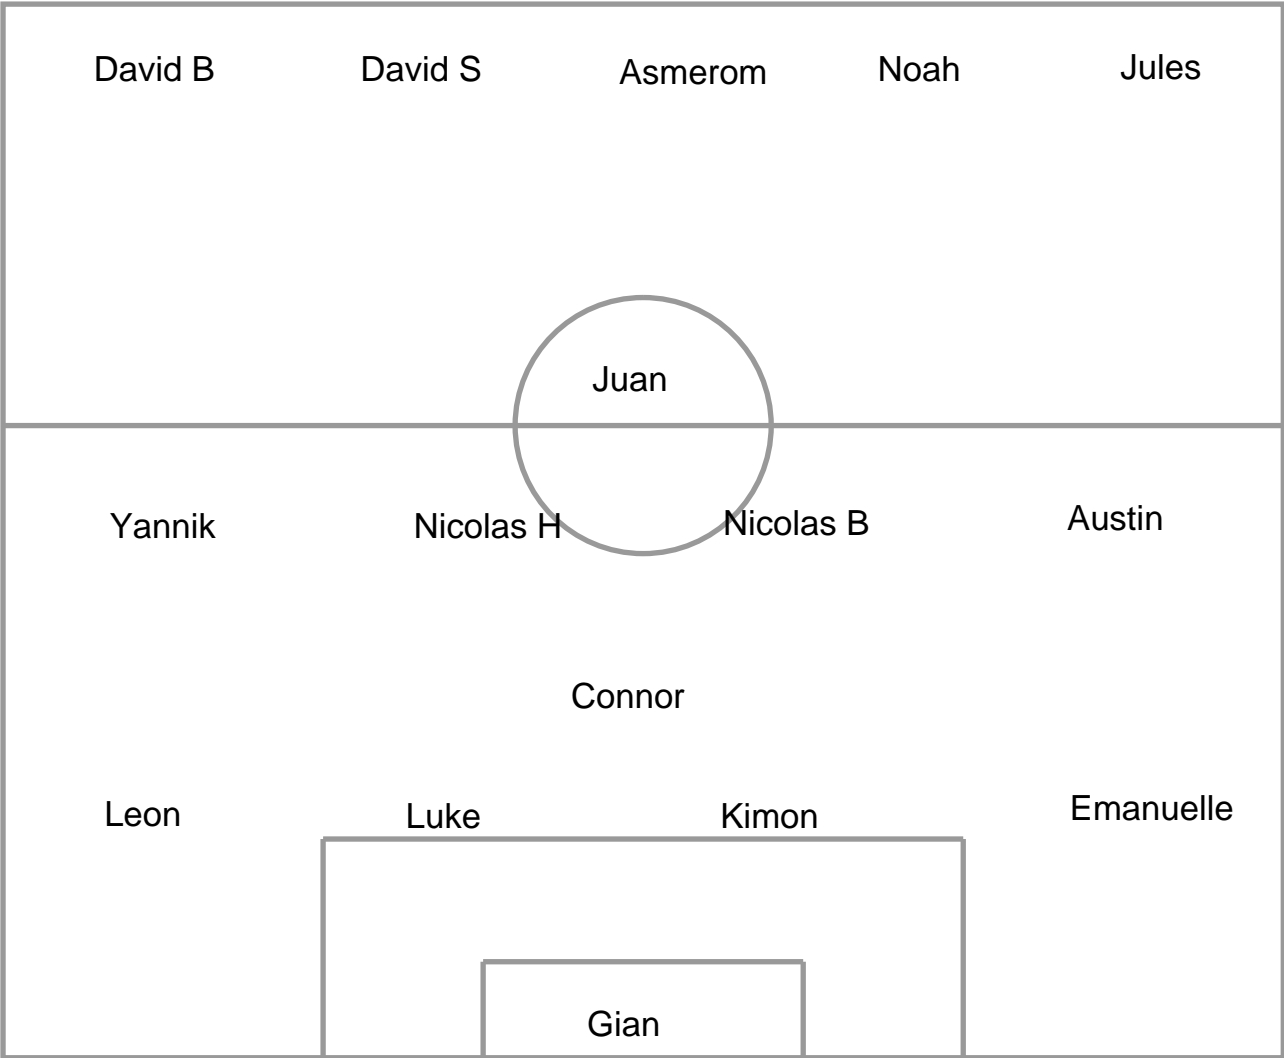 David B David S Asmerom Noah Jules
Juan
Yannik Nicolas H Nicolas B Austin
Connor
Leon Luke Kimon Emanuelle
Gian